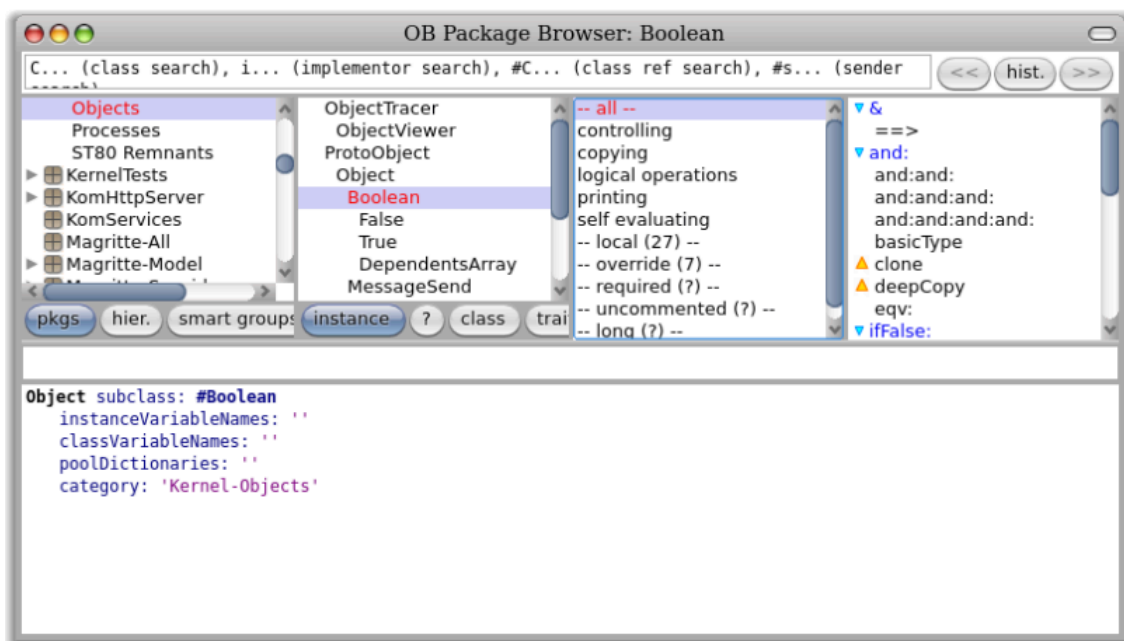 OB Package Browser: Boolean
C... (class search), i... (implementor search), #C... (class ref search), #s... (sender
<<
hist.
>>
Objects
Processes
ST80 Remnants
KernelTests
KomHttpServer
KomServices
Magritte-All
Magritte-Model
pkgs
hier.
smart groups
ObjectTracer
ObjectViewer
ProtoObject
Object
Boolean
False
True
DependentsArray
MessageSend
instance
?
class
trai
-- all --
controlling
copying
logical operations
printing
self evaluating
-- local (27) --
-- override (7) --
-- required (?) --
-- uncommented (?) --
-- long (?) --
&
==>
and:
and:and:
and:and:and:
and:and:and:and:
basicType
clone
deepCopy
eqv:
ifFalse:
Object subclass: #Boolean
instanceVariableNames: ''
classVariableNames: ''
poolDictionaries: ''
category: 'Kernel-Objects'